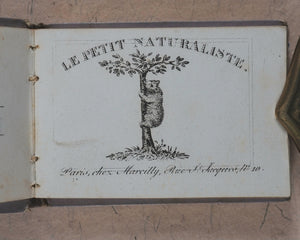 LE PETIT NATURALISTE.
Paris, chez Marcilly, Rue St. Jacques, No. 10.